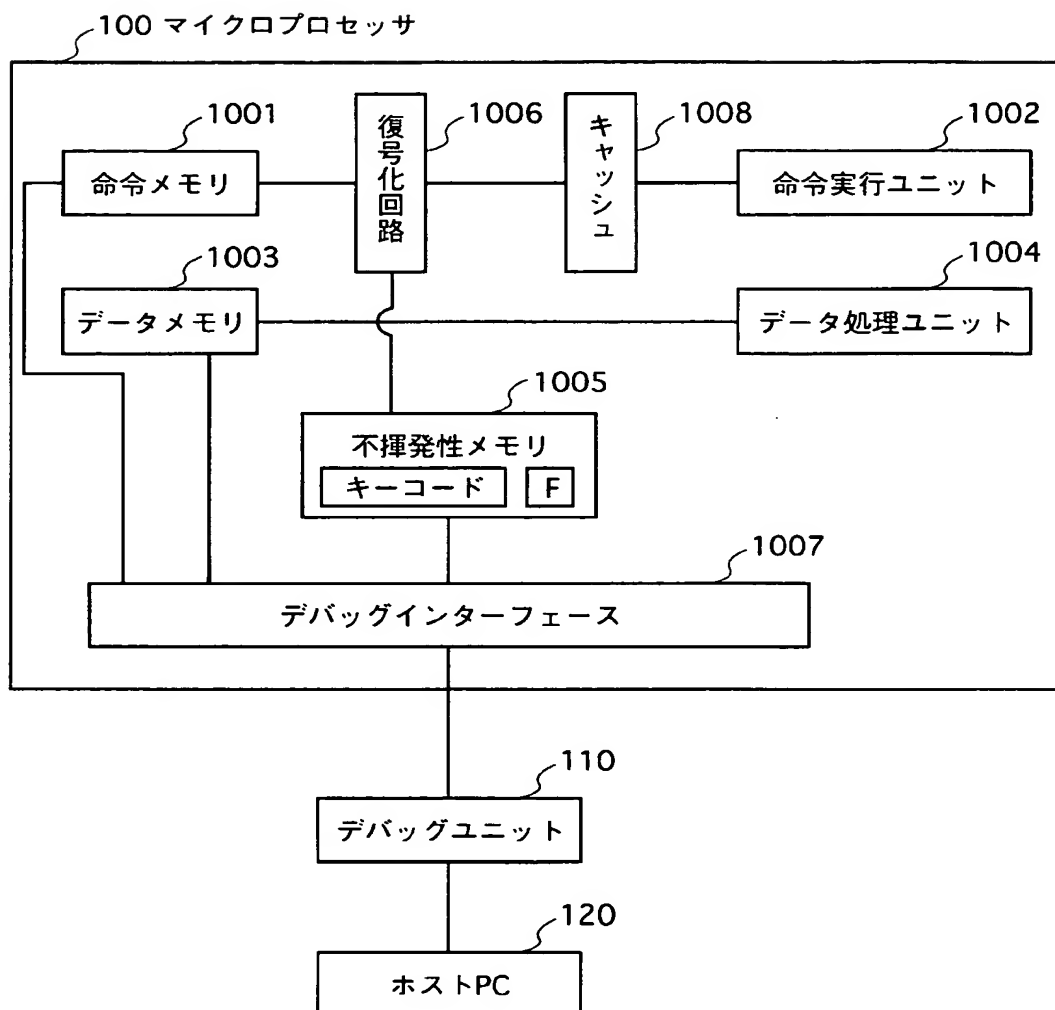 100 マイクロプロセッサ
1001
命令メモリ
1006
復号化回路
1008
キャッシュ
1002
命令実行ユニット
1003
データメモリ
1004
データ処理ユニット
1005
不揮発性メモリ
キーコード F
1007
デバッグインターフェース
110
デバッグユニット
120
ホストPC